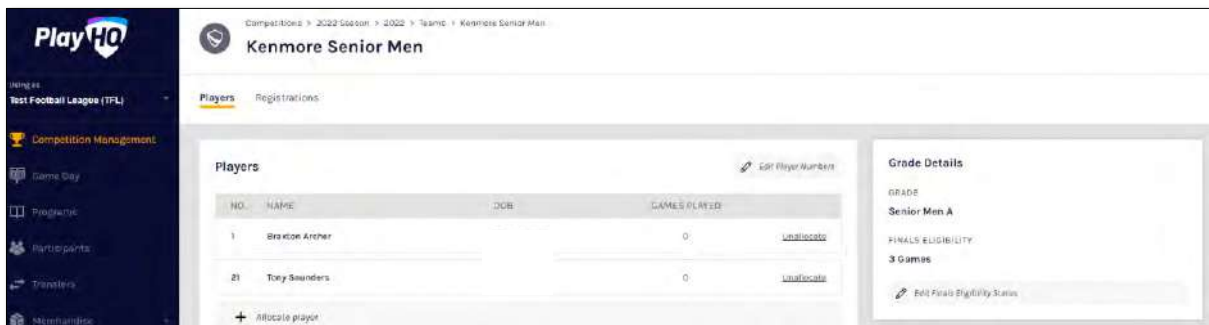 PlayHQ
Using as
Test Football League (TFL)
Competition Management
Game Day
Programs
Participants
Transfers
Merchandise
Competitions > 2022 Season > 2022 > Teams > Kenmore Senior Men
Kenmore Senior Men
Players Registrations
Players
Edit Player Numbers
NO. NAME DOB GAMES PLAYED
1 Braxton Archer 0 Unallocate
21 Tony Saunders 0 Unallocate
+ Allocate player
Grade Details
GRADE
Senior Men A
FINALS ELIGIBILITY
3 Games
Edit Finals Eligibility Status